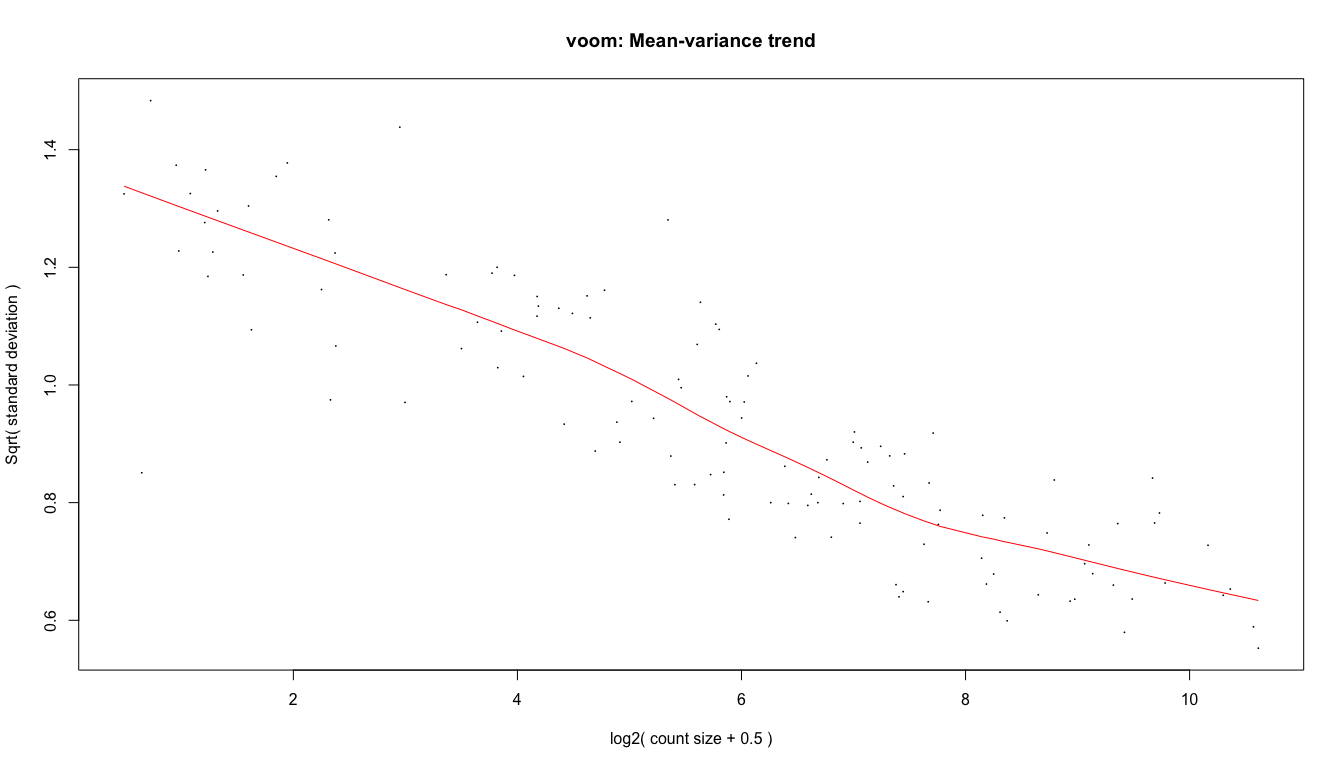 voom: Mean-variance trend
Sqrt( standard deviation )
1.4
1.2
1.0
0.8
0.6
2 4 6 8 10
log2( count size + 0.5 )